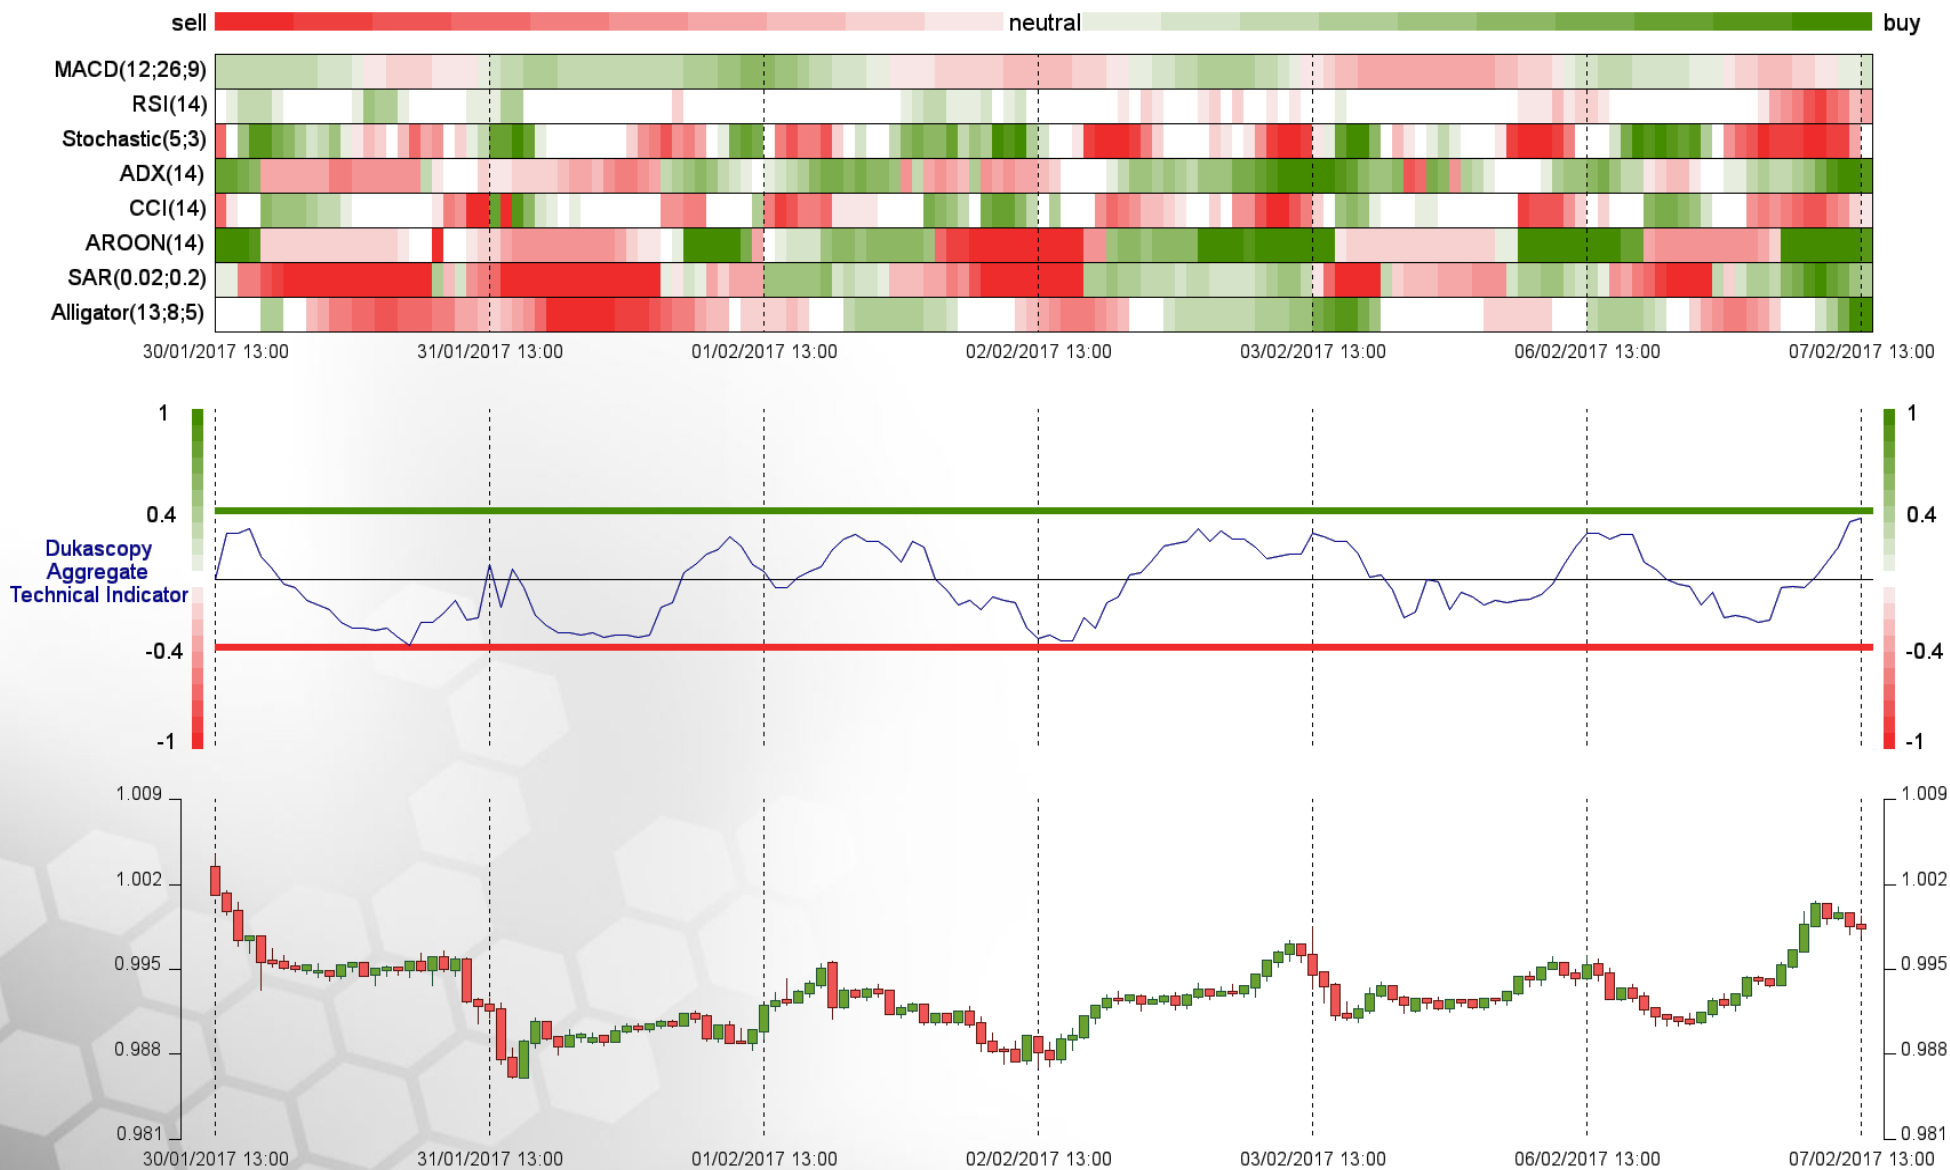 sell neutral buy
MACD(12;26;9)
RSI(14)
Stochastic(5;3)
ADX(14)
CCI(14)
AROON(14)
SAR(0.02;0.2)
Alligator(13;8;5)
30/01/2017 13:00 31/01/2017 13:00 01/02/2017 13:00 02/02/2017 13:00 03/02/2017 13:00 06/02/2017 13:00 07/02/2017 13:00
1 1
0.4 0.4
Dukascopy
Aggregate
Technical Indicator
-0.4 -0.4
-1 -1
1.009 1.009
1.002 1.002
0.995 0.995
0.988 0.988
0.981 0.981
30/01/2017 13:00 31/01/2017 13:00 01/02/2017 13:00 02/02/2017 13:00 03/02/2017 13:00 06/02/2017 13:00 07/02/2017 13:00